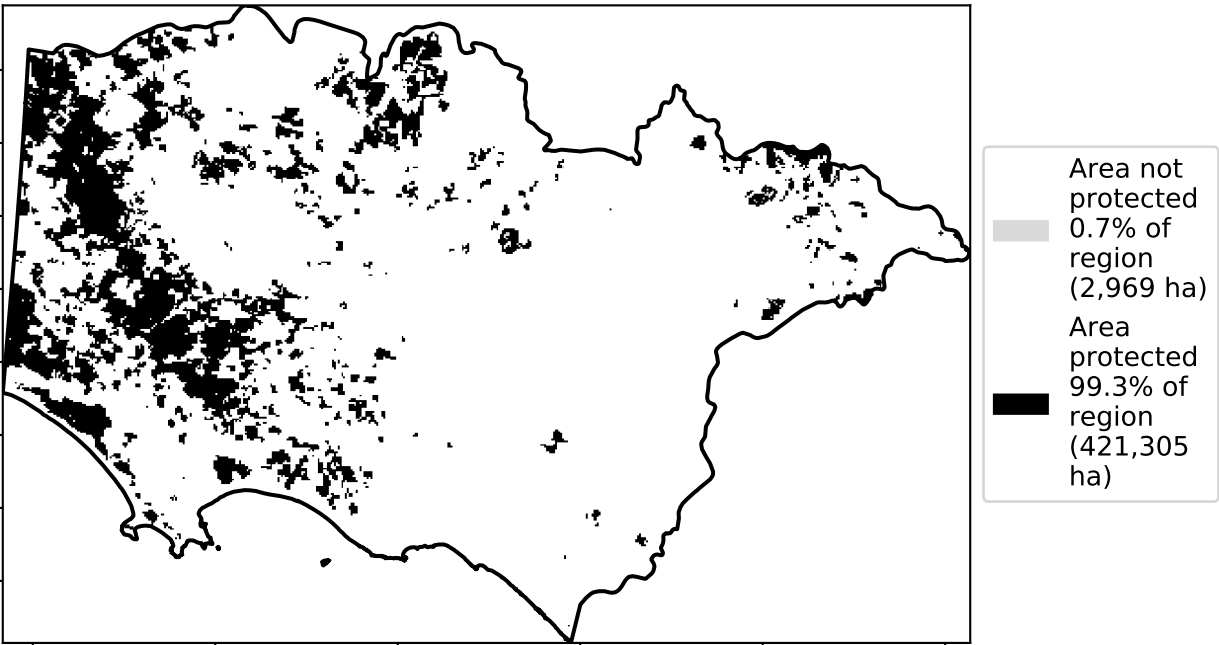 Area not
protected
0.7% of
region
(2,969 ha)
Area
protected
99.3% of
region
(421,305
ha)